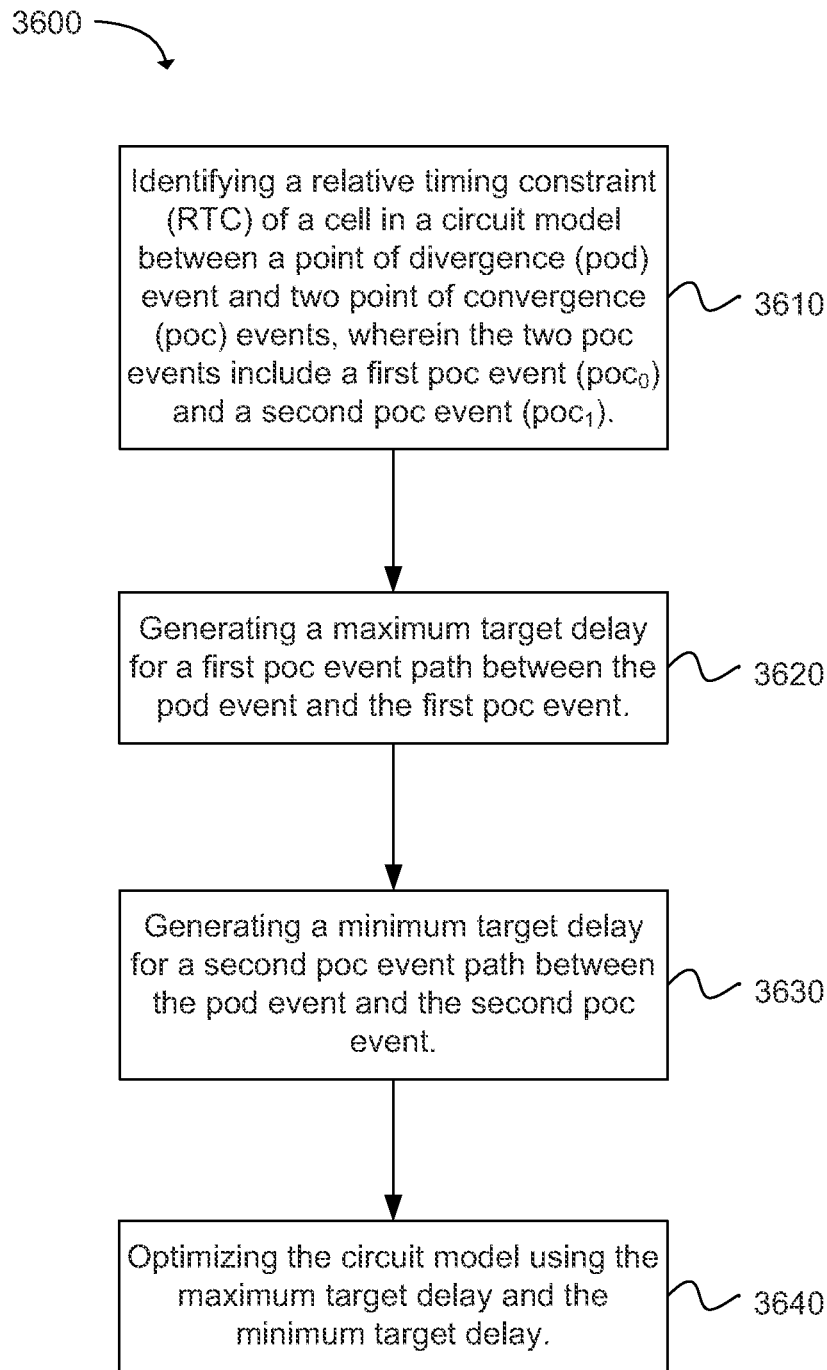 3600
Identifying a relative timing constraint
(RTC) of a cell in a circuit model
between a point of divergence (pod)
event and two point of convergence
(poc) events, wherein the two poc
events include a first poc event (poc₀)
and a second poc event (poc₁).
3610
Generating a maximum target delay
for a first poc event path between the
pod event and the first poc event.
3620
Generating a minimum target delay
for a second poc event path between
the pod event and the second poc
event.
3630
Optimizing the circuit model using the
maximum target delay and the
minimum target delay.
3640